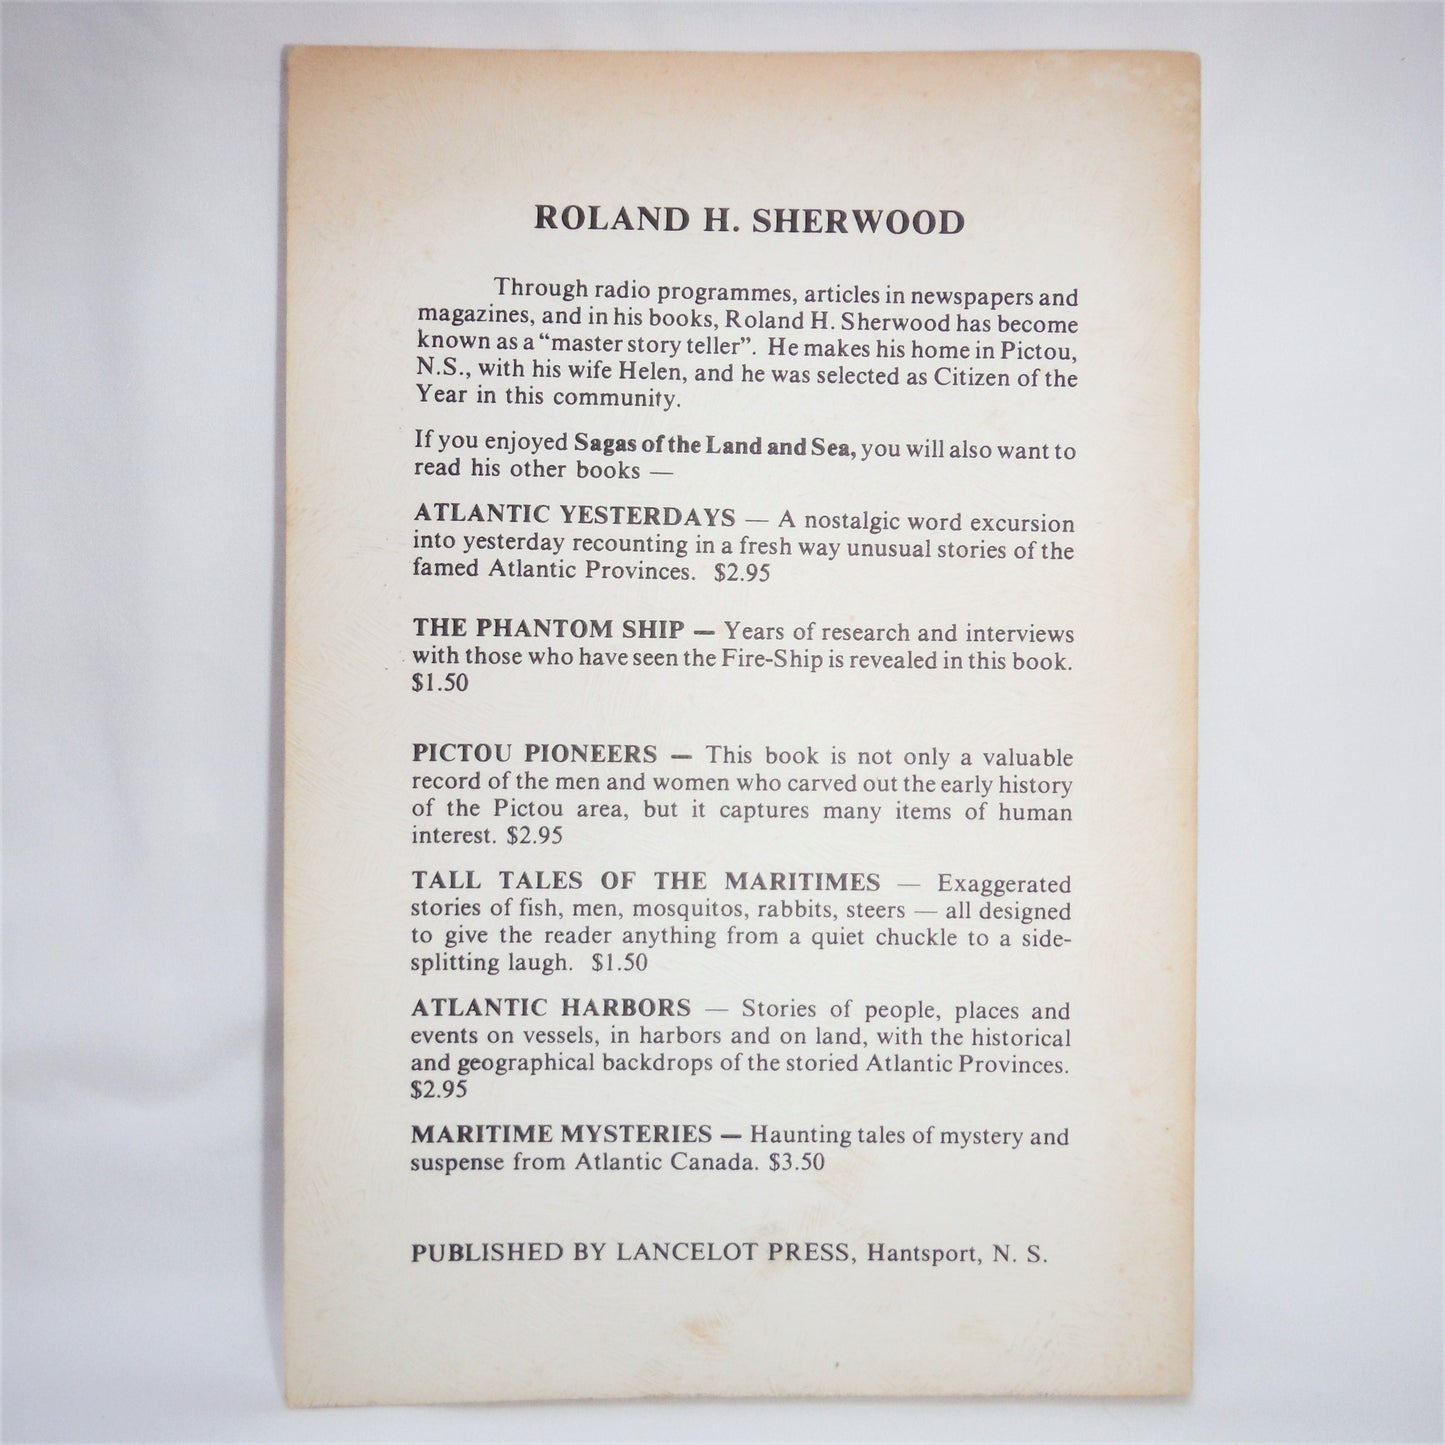 ROLAND H. SHERWOOD
Through radio programmes, articles in newspapers and
magazines, and in his books, Roland H. Sherwood has become
known as a “master story teller”. He makes his home in Pictou,
N.S., with his wife Helen, and he was selected as Citizen of the
Year in this community.
If you enjoyed Sagas of the Land and Sea, you will also want to
read his other books —
ATLANTIC YESTERDAYS — A nostalgic word excursion
into yesterday recounting in a fresh way unusual stories of the
famed Atlantic Provinces. $2.95
THE PHANTOM SHIP — Years of research and interviews
with those who have seen the Fire-Ship is revealed in this book.
$1.50
PICTOU PIONEERS — This book is not only a valuable
record of the men and women who carved out the early history
of the Pictou area, but it captures many items of human
interest. $2.95
TALL TALES OF THE MARITIMES — Exaggerated
stories of fish, men, mosquitos, rabbits, steers — all designed
to give the reader anything from a quiet chuckle to a side-
splitting laugh. $1.50
ATLANTIC HARBORS — Stories of people, places and
events on vessels, in harbors and on land, with the historical
and geographical backdrops of the storied Atlantic Provinces.
$2.95
MARITIME MYSTERIES — Haunting tales of mystery and
suspense from Atlantic Canada. $3.50
PUBLISHED BY LANCELOT PRESS, Hantsport, N. S.